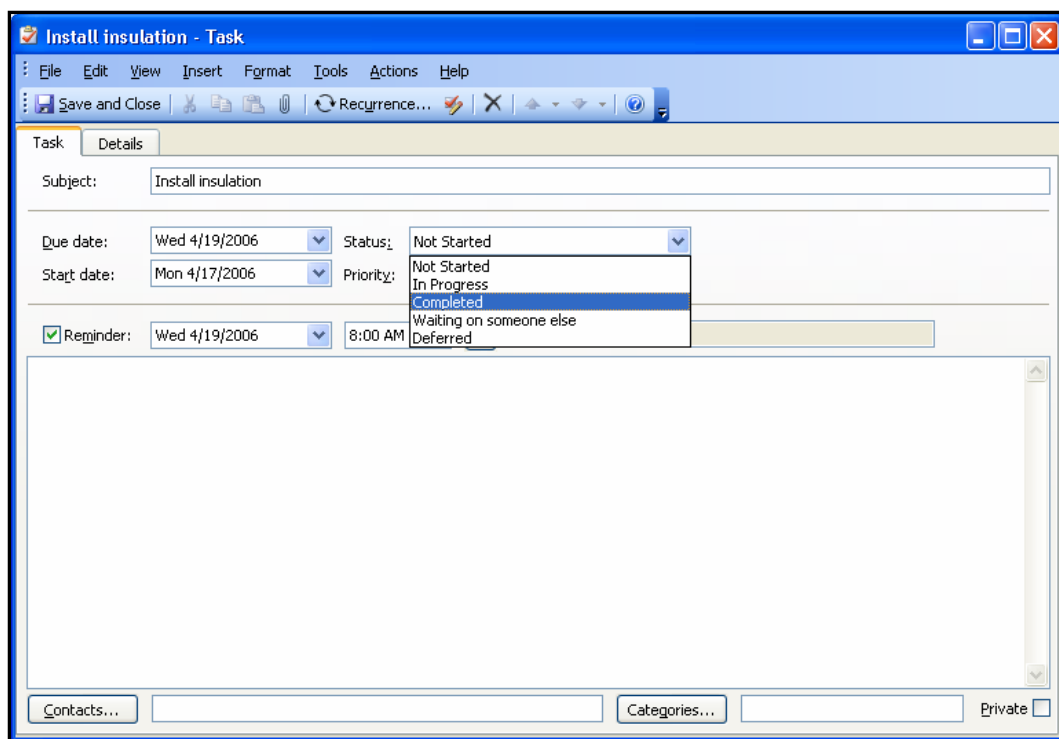 Install insulation - Task
File Edit View Insert Format Tools Actions Help
Save and Close Recurrence...
Task Details
Subject: Install insulation
Due date: Wed 4/19/2006 Status: Not Started
Start date: Mon 4/17/2006 Priority:
Not Started
In Progress
Completed
Waiting on someone else
Deferred
Reminder: Wed 4/19/2006 8:00 AM
Contacts... Categories... Private